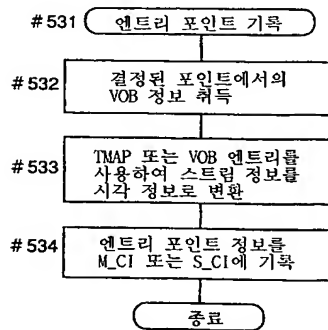 #531
엔트리 포인트 기록
#532
결정된 포인트에서의
VOB 정보 취득
#533
TMAP 또는 VOB 엔트리를
사용하여 스트림 정보를
시각 정보로 변환
#534
엔트리 포인트 정보를
M_CI 또는 S_CI에 기록
종료